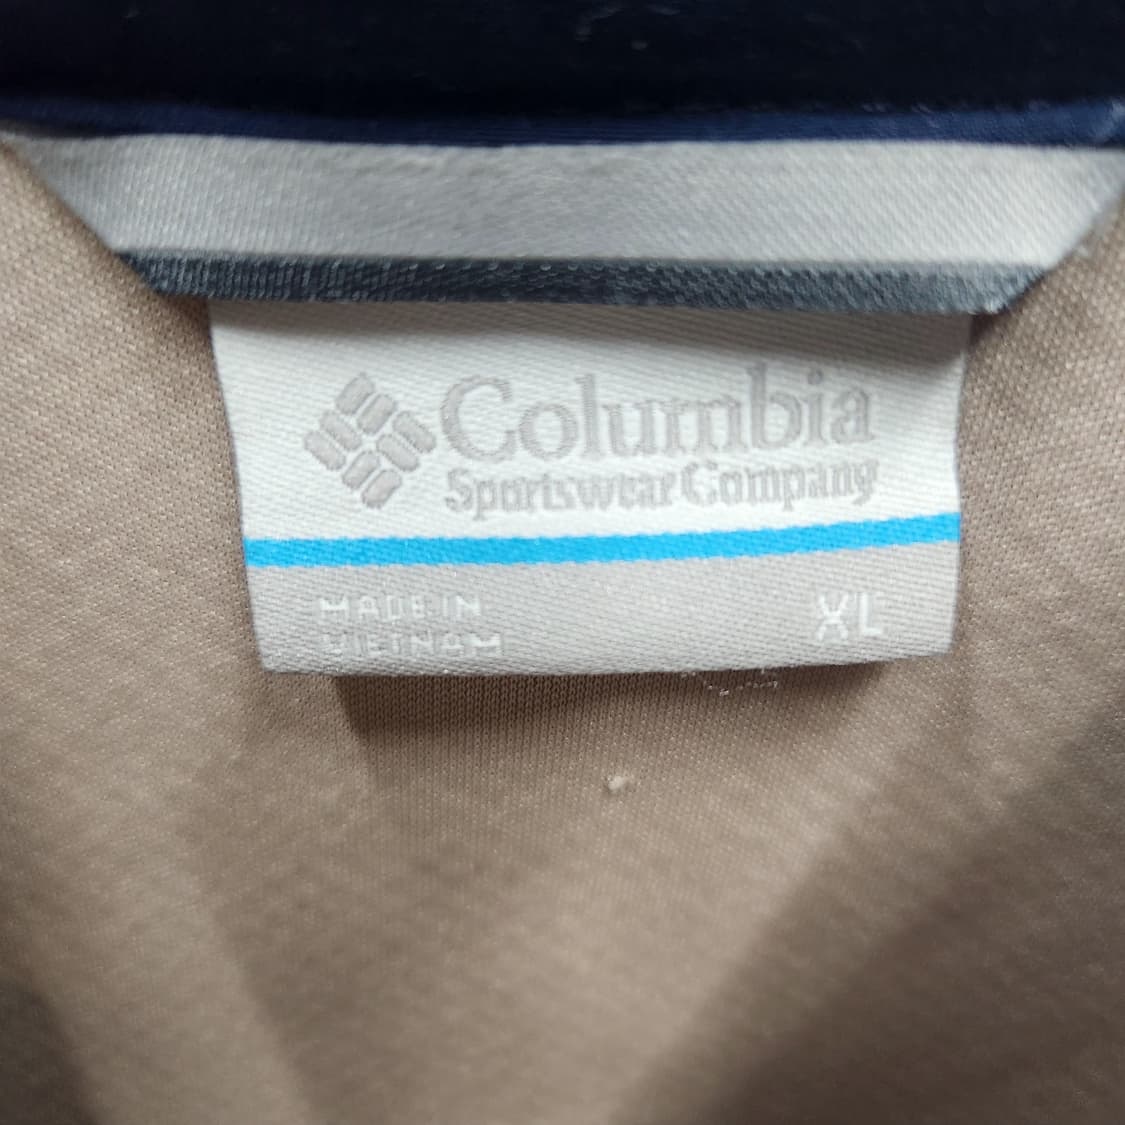 Columbia
Sportswear Company
MADE IN
VIETNAM
XL